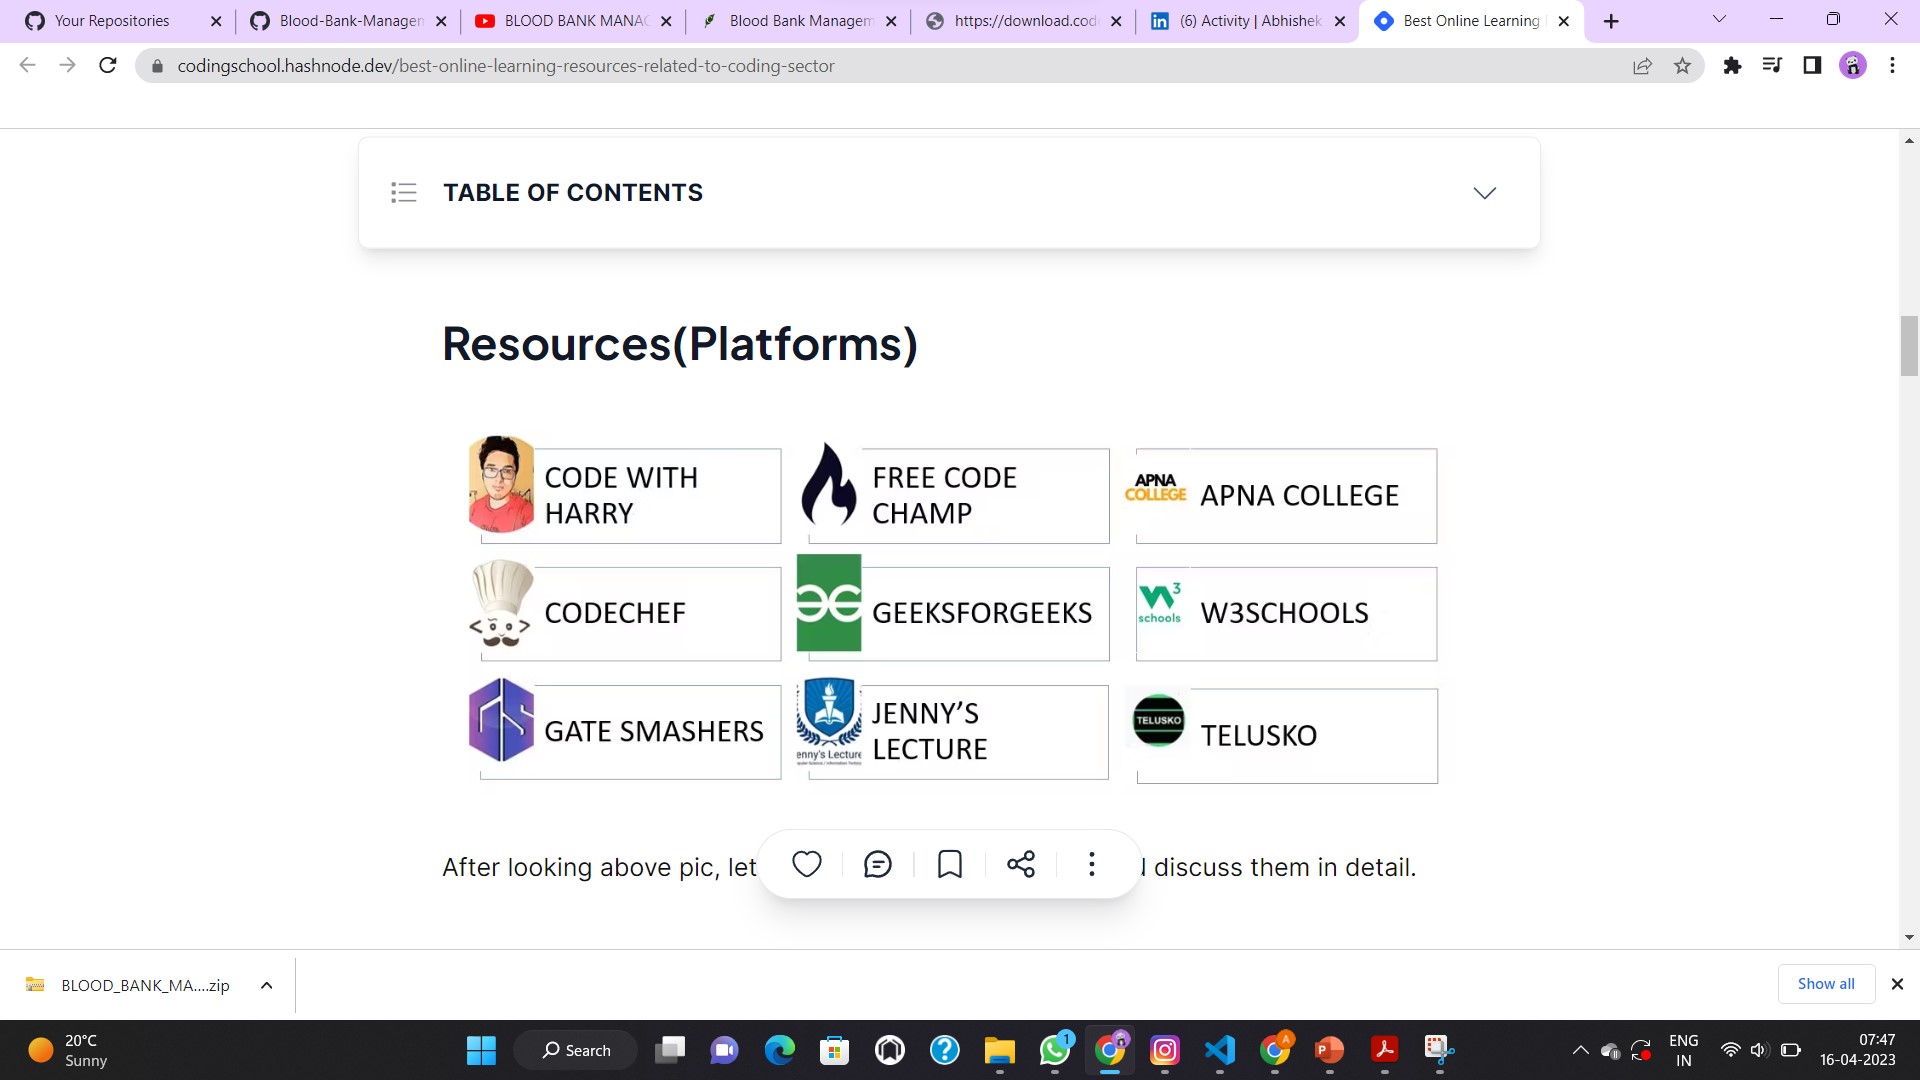 Your Repositories
Blood-Bank-Managem
BLOOD BANK MANAG
Blood Bank Managem
https://download.cod
(6) Activity | Abhishek
Best Online Learning
codingschool.hashnode.dev/best-online-learning-resources-related-to-coding-sector
TABLE OF CONTENTS
Resources(Platforms)
CODE WITH
HARRY
FREE CODE
CHAMP
APNA
COLLEGE
APNA COLLEGE
CODECHEF
GEEKSFORGEEKS
W3
schools
W3SCHOOLS
GATE SMASHERS
enny's Lecture
JENNY'S
LECTURE
TELUSKO
TELUSKO
After looking above pic, let discuss them in detail.
BLOOD_BANK_MA....zip
Show all
20°C
Sunny
Search
1
A
ENG
IN
07:47
16-04-2023